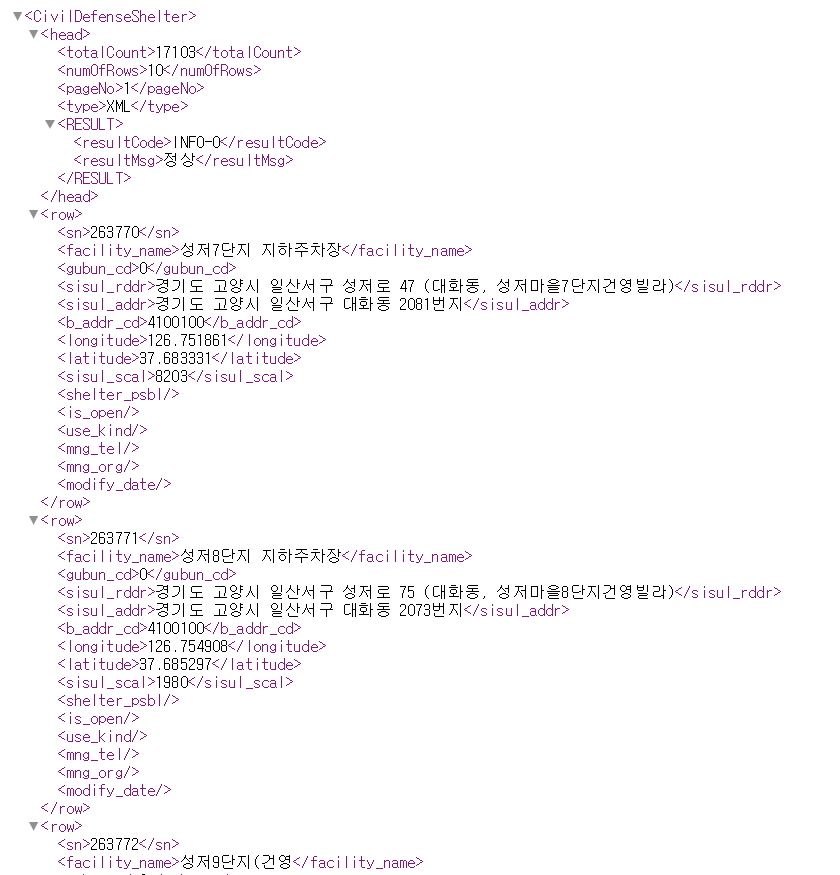 ▼<CivilDefenseShelter>
▼<head>
<totalCount>17103</totalCount>
<numOfRows>10</numOfRows>
<pageNo>1</pageNo>
<type>XML</type>
▼<RESULT>
<resultCode>INFO-0</resultCode>
<resultMsg>정상</resultMsg>
</RESULT>
</head>
▼<row>
<sn>263770</sn>
<facility_name>성저7단지 지하주차장</facility_name>
<gubun_cd>0</gubun_cd>
<sisul_rddr>경기도 고양시 일산서구 성저로 47 (대화동, 성저마을7단지건영빌라)</sisul_rddr>
<sisul_addr>경기도 고양시 일산서구 대화동 2081번지</sisul_addr>
<b_addr_cd>4100100</b_addr_cd>
<longitude>126.751861</longitude>
<latitude>37.683331</latitude>
<sisul_scal>8203</sisul_scal>
<shelter_psbl/>
<is_open/>
<use_kind/>
<mng_tel/>
<mng_org/>
<modify_date/>
</row>
▼<row>
<sn>263771</sn>
<facility_name>성저8단지 지하주차장</facility_name>
<gubun_cd>0</gubun_cd>
<sisul_rddr>경기도 고양시 일산서구 성저로 75 (대화동, 성저마을8단지건영빌라)</sisul_rddr>
<sisul_addr>경기도 고양시 일산서구 대화동 2073번지</sisul_addr>
<b_addr_cd>4100100</b_addr_cd>
<longitude>126.754908</longitude>
<latitude>37.685297</latitude>
<sisul_scal>1980</sisul_scal>
<shelter_psbl/>
<is_open/>
<use_kind/>
<mng_tel/>
<mng_org/>
<modify_date/>
</row>
▼<row>
<sn>263772</sn>
<facility_name>성저9단지(건영</facility_name>